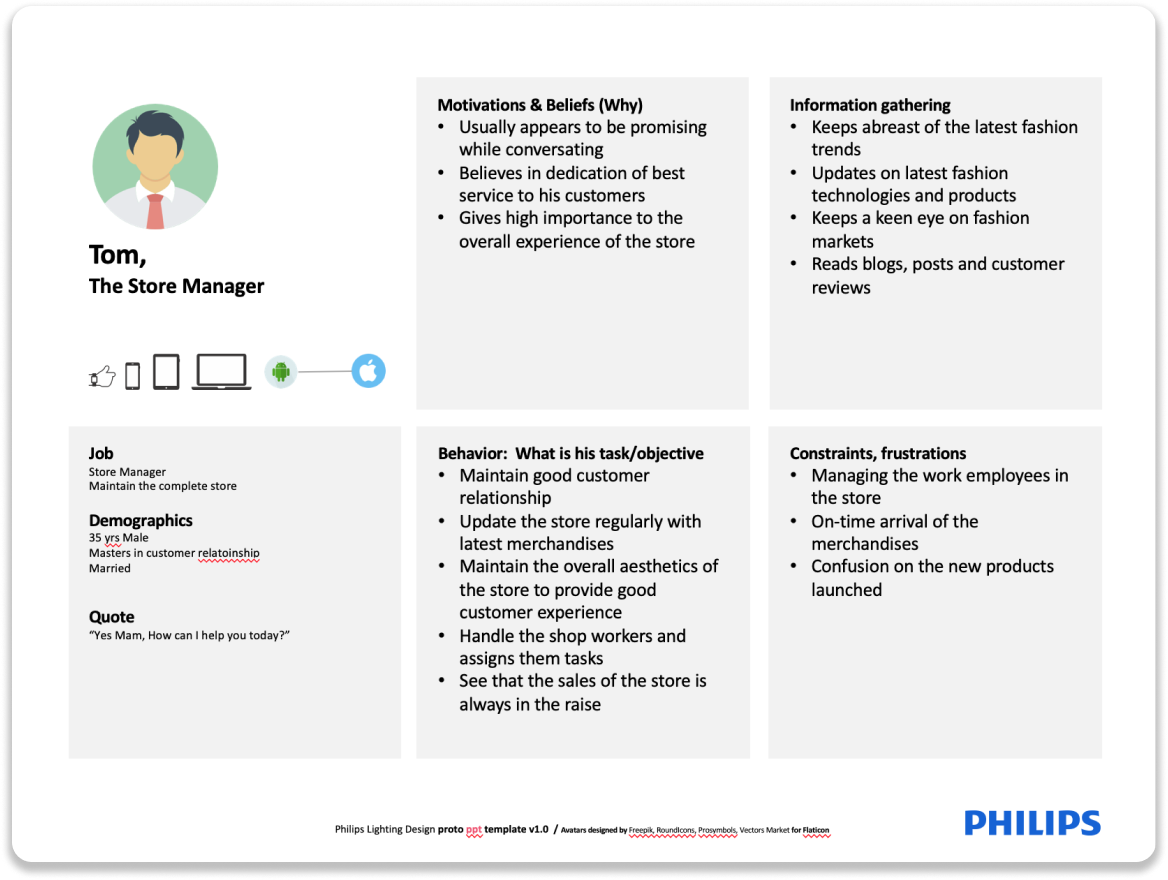 Tom,
The Store Manager
Motivations & Beliefs (Why)
• Usually appears to be promising
while conversating
• Believes in dedication of best
service to his customers
• Gives high importance to the
overall experience of the store
Information gathering
• Keeps abreast of the latest fashion
trends
• Updates on latest fashion
technologies and products
• Keeps a keen eye on fashion
markets
• Reads blogs, posts and customer
reviews
Job
Store Manager
Maintain the complete store
Demographics
35 yrs Male
Masters in customer relatoinship
Married
Quote
“Yes Mam, How can I help you today?”
Behavior:  What is his task/objective
• Maintain good customer
relationship
• Update the store regularly with
latest merchandises
• Maintain the overall aesthetics of
the store to provide good
customer experience
• Handle the shop workers and
assigns them tasks
• See that the sales of the store is
always in the raise
Constraints, frustrations
• Managing the work employees in
the store
• On-time arrival of the
merchandises
• Confusion on the new products
launched
Philips Lighting Design proto ppt template v1.0 / Avatars designed by Freepik, RoundIcons, Prosymbols, Vectors Market for Flaticon
PHILIPS